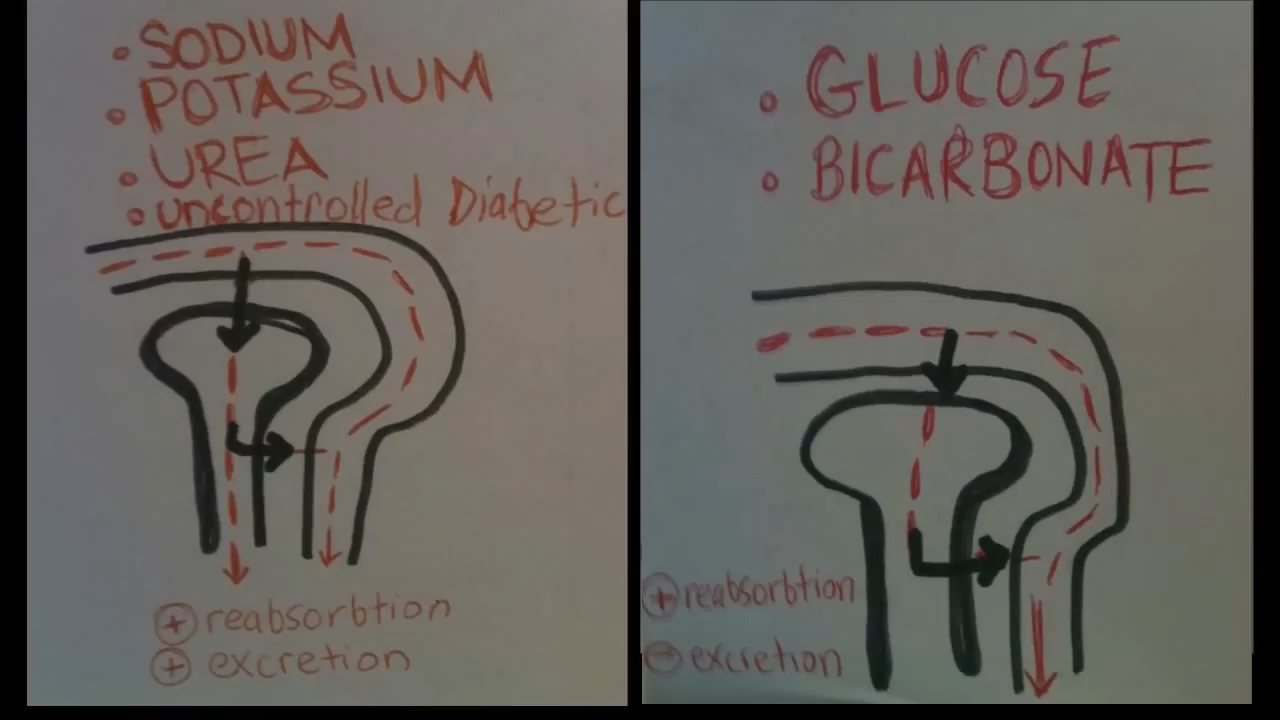 • SODIUM
• POTASSIUM
• UREA
• uncontrolled Diabetic
⊕ reabsorbtion
⊕ excretion
• GLUCOSE
• BICARBONATE
⊕ reabsorbtion
⊖ excretion